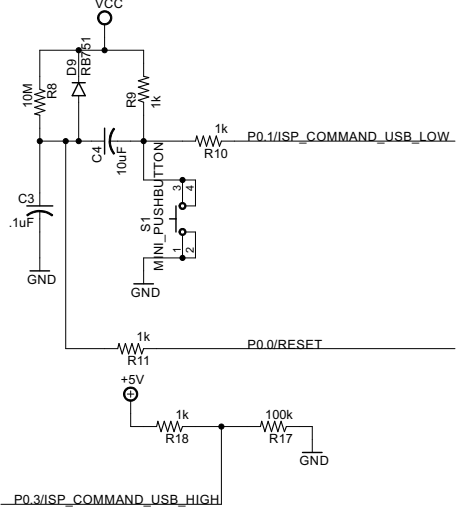 VCC
10M
R8
D9
RB751
R9
1k
C4
10uF
1k
R10
P0.1/ISP_COMMAND_USB_LOW
C3
.1uF
S1
MINI_PUSHBUTTON
3
4
1
2
GND
GND
1k
R11
P0.0/RESET
+5V
1k
R18
100k
R17
GND
P0.3/ISP_COMMAND_USB_HIGH